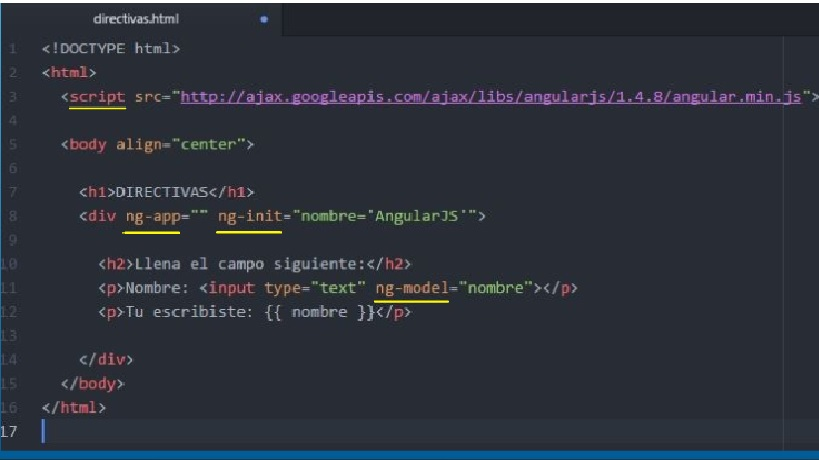 directivas.html
1 <!DOCTYPE html>
2 <html>
3 <script src="http://ajax.googleapis.com/ajax/libs/angularjs/1.4.8/angular.min.js">
4
5 <body align="center">
6
7 <h1>DIRECTIVAS</h1>
8 <div ng-app="" ng-init="nombre='AngularJS'">
9
10 <h2>Llena el campo siguiente:</h2>
11 <p>Nombre: <input type="text" ng-model="nombre"></p>
12 <p>Tu escribiste: {{ nombre }}</p>
13
14 </div>
15 </body>
16 </html>
17